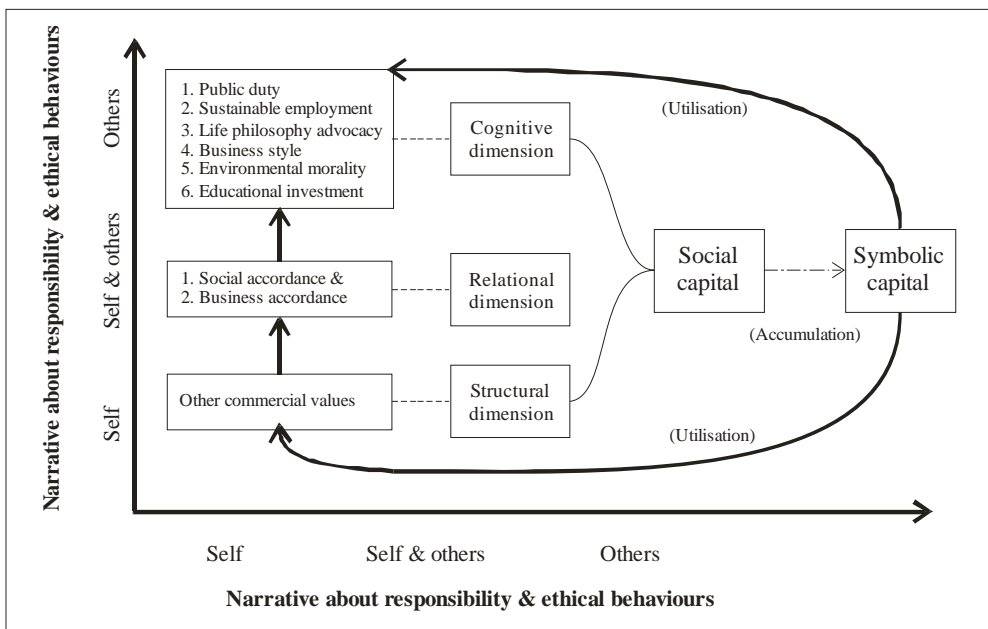 Narrative about responsibility & ethical behaviours
Others
Self & others
Self
1. Public duty
2. Sustainable employment
3. Life philosophy advocacy
4. Business style
5. Environmental morality
6. Educational investment
Cognitive
dimension
(Utilisation)
1. Social accordance &
2. Business accordance
Relational
dimension
Social
capital
Symbolic
capital
(Accumulation)
Other commercial values
Structural
dimension
(Utilisation)
Self
Self & others
Others
Narrative about responsibility & ethical behaviours